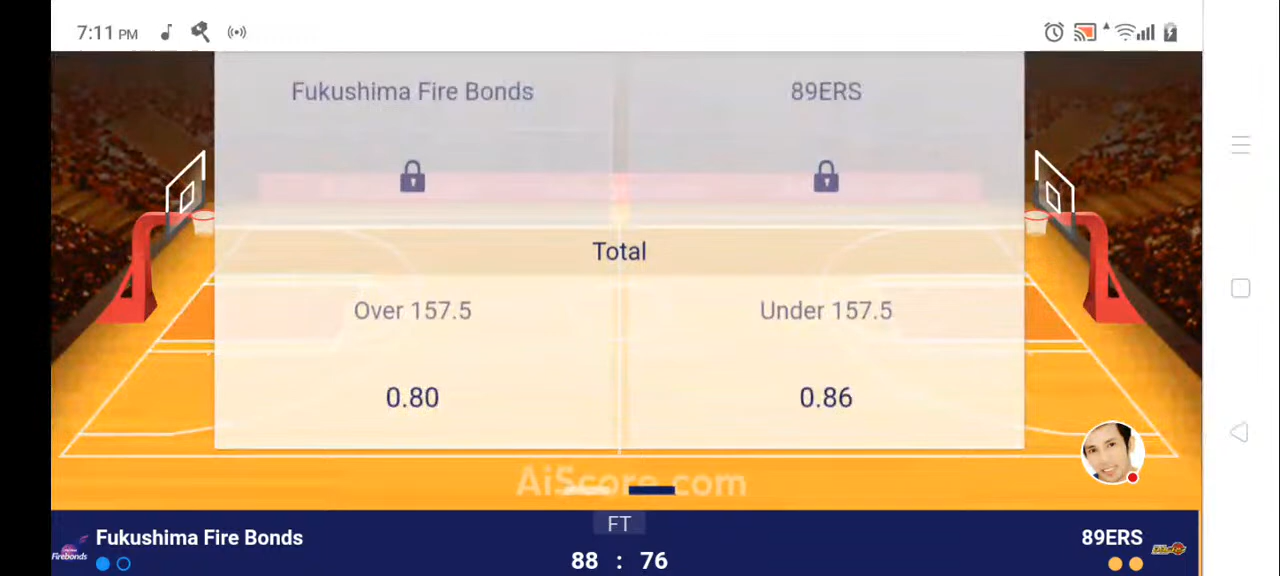 7:11 PM
Fukushima Fire Bonds
89ERS
Total
Over 157.5
Under 157.5
0.80
0.86
AiScore.com
FT
Firebonds
Fukushima Fire Bonds
89ERS
88 : 76